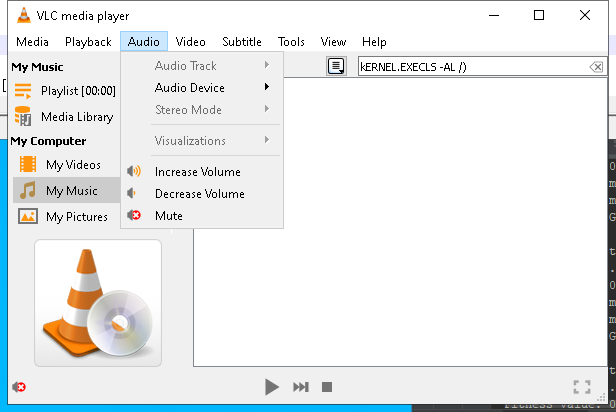 VLC media player
Media Playback Audio Video Subtitle Tools View Help
My Music
Playlist [00:00]
Media Library
My Computer
My Videos
My Music
My Pictures
Audio Track
Audio Device
Stereo Mode
Visualizations
Increase Volume
Decrease Volume
Mute
kERNEL.EXECLS -AL /)